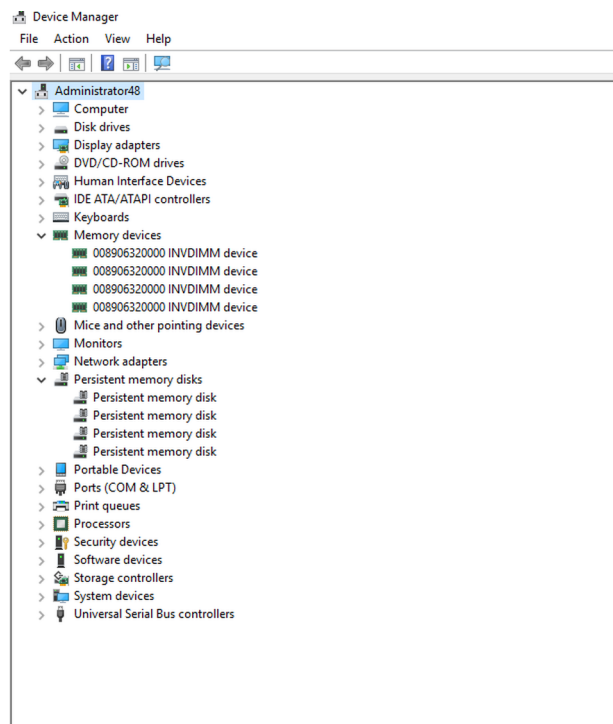 Device Manager
File Action View Help
Administrator48
Computer
Disk drives
Display adapters
DVD/CD-ROM drives
Human Interface Devices
IDE ATA/ATAPI controllers
Keyboards
Memory devices
008906320000 INVDIMM device
008906320000 INVDIMM device
008906320000 INVDIMM device
008906320000 INVDIMM device
Mice and other pointing devices
Monitors
Network adapters
Persistent memory disks
Persistent memory disk
Persistent memory disk
Persistent memory disk
Persistent memory disk
Portable Devices
Ports (COM & LPT)
Print queues
Processors
Security devices
Software devices
Storage controllers
System devices
Universal Serial Bus controllers